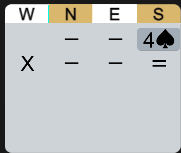 W N E S
– – 4♠
X – – =